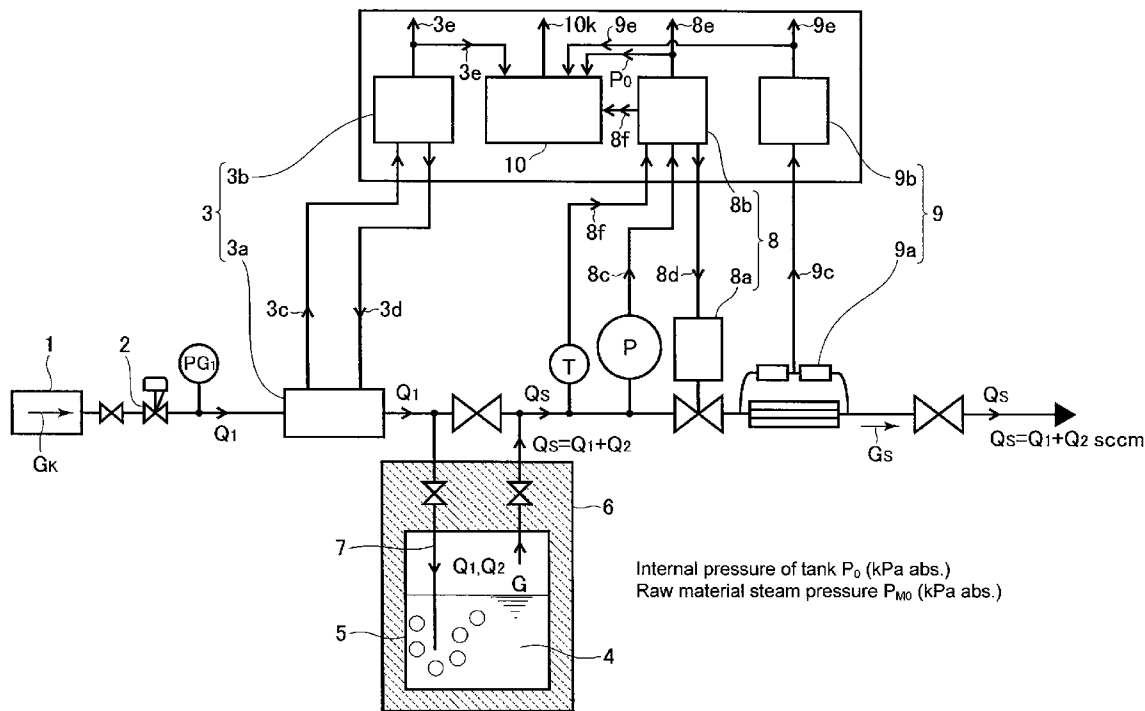 3e 10k 9e 8e 9e
3e P0
8f
10
3b 8b 9b
3 8f 8 9
3a 8c 8d 8a 9c 9a
3c 3d
1 2 PG1 T P
Q1 Q1 QS QS
GK QS=Q1+Q2 GS QS=Q1+Q2 sccm
6
7
Q1,Q2
G
Internal pressure of tank P0 (kPa abs.)
Raw material steam pressure PM0 (kPa abs.)
5 4